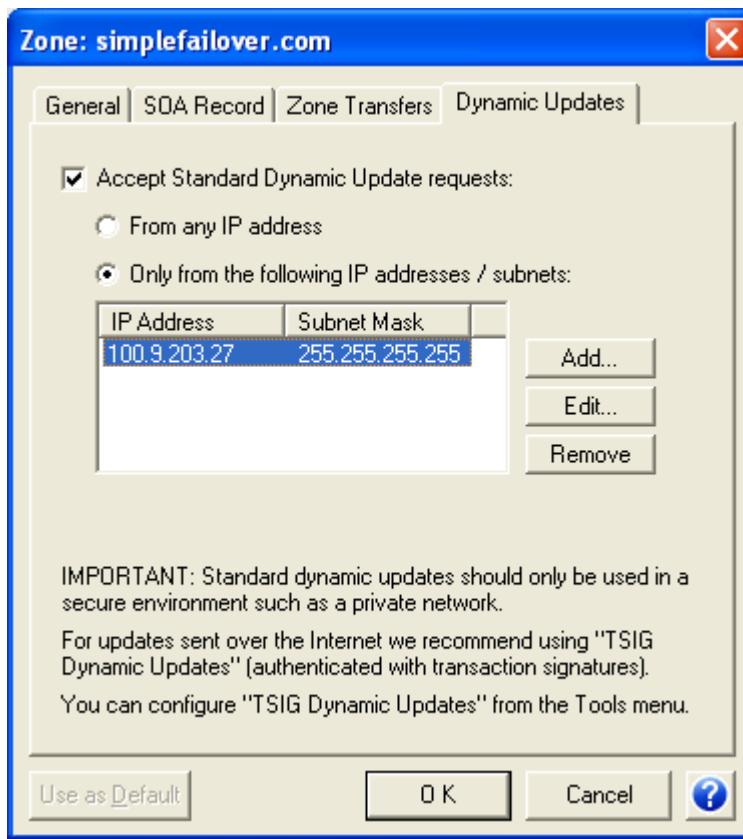 Zone: simplefailover.com
General SOA Record Zone Transfers Dynamic Updates
Accept Standard Dynamic Update requests:
From any IP address
Only from the following IP addresses / subnets:
IP Address Subnet Mask
100.9.203.27 255.255.255.255
Add...
Edit...
Remove
IMPORTANT: Standard dynamic updates should only be used in a
secure environment such as a private network.
For updates sent over the Internet we recommend using "TSIG
Dynamic Updates" (authenticated with transaction signatures).
You can configure "TSIG Dynamic Updates" from the Tools menu.
Use as Default OK Cancel ?